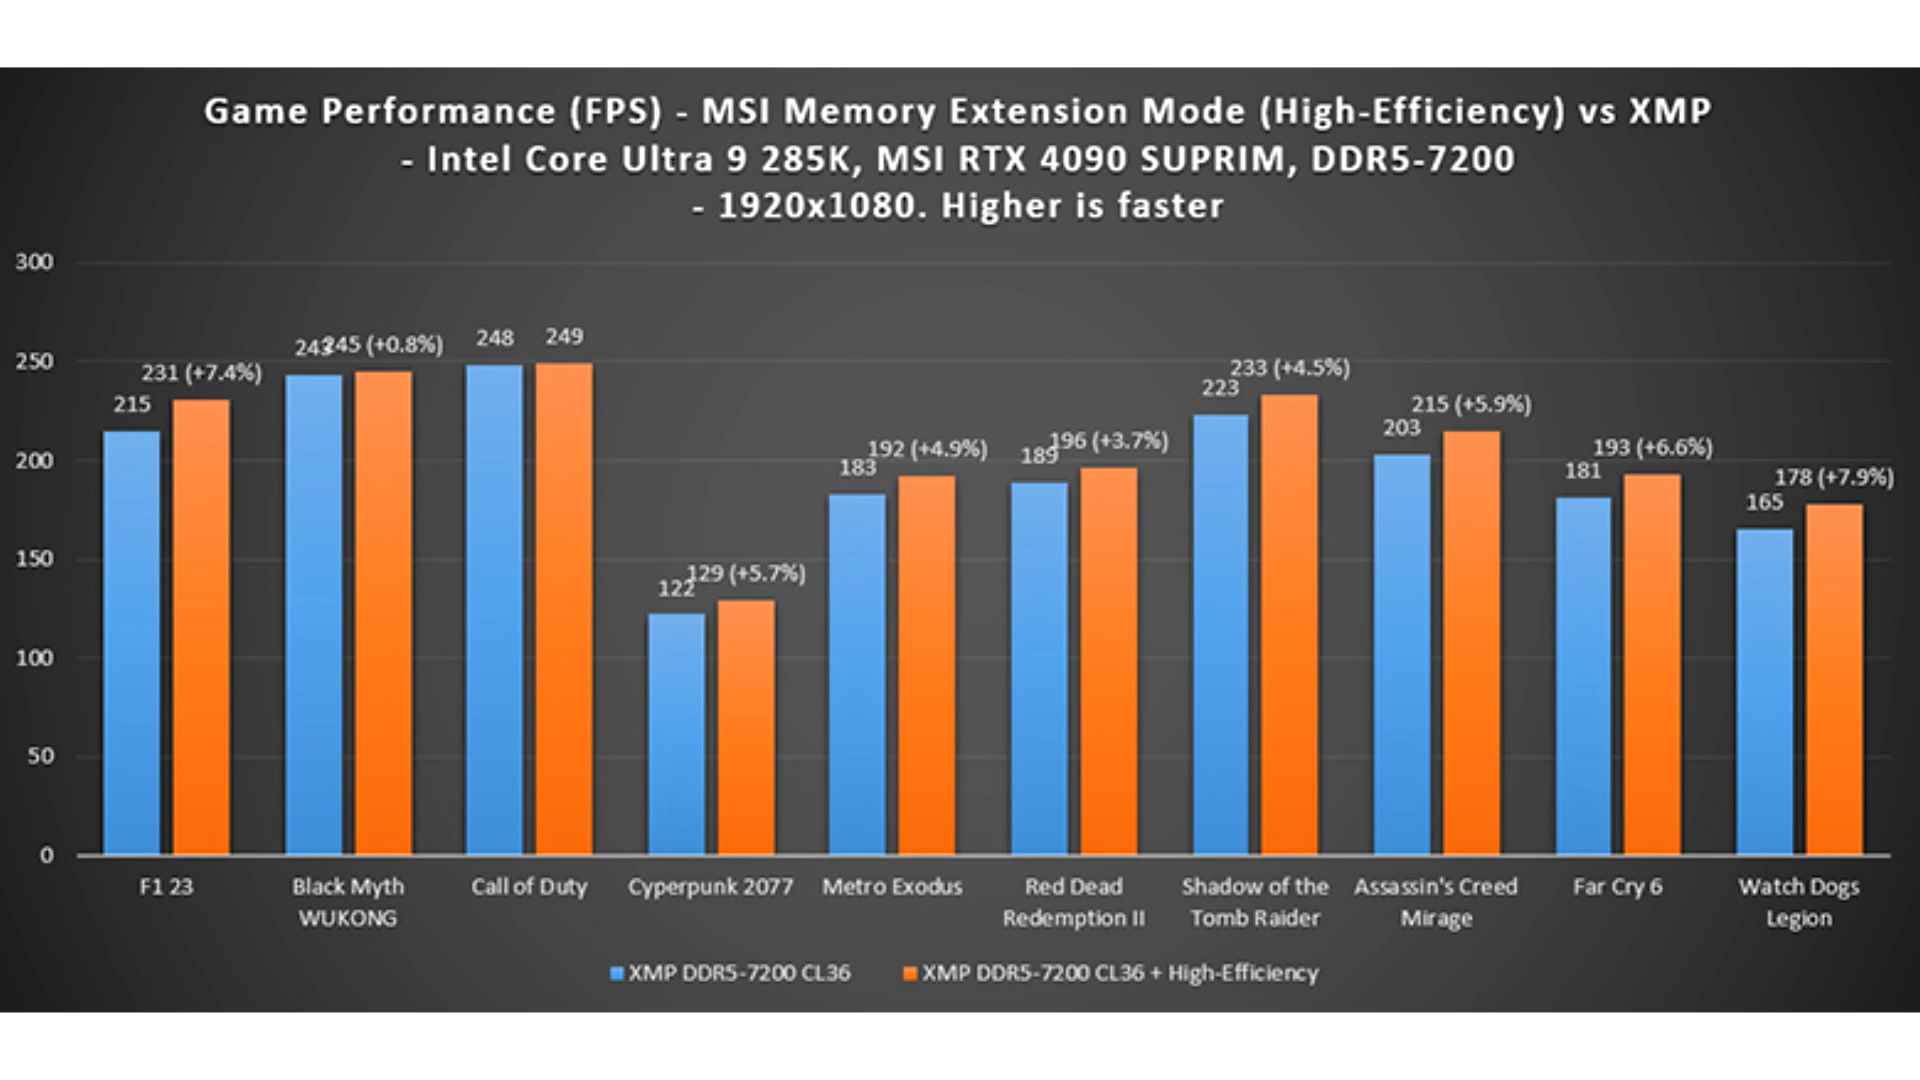 Game Performance (FPS) - MSI Memory Extension Mode (High-Efficiency) vs XMP
- Intel Core Ultra 9 285K, MSI RTX 4090 SUPRIM, DDR5-7200
- 1920x1080. Higher is faster
300
250
200
150
100
50
0
215
231 (+7.4%)
243
245 (+0.8%)
248
249
122
129 (+5.7%)
183
192 (+4.9%)
189
196 (+3.7%)
223
233 (+4.5%)
203
215 (+5.9%)
181
193 (+6.6%)
165
178 (+7.9%)
F1 23
Black Myth
WUKONG
Call of Duty
Cyperpunk 2077
Metro Exodus
Red Dead
Redemption II
Shadow of the
Tomb Raider
Assassin's Creed
Mirage
Far Cry 6
Watch Dogs
Legion
XMP DDR5-7200 CL36
XMP DDR5-7200 CL36 + High-Efficiency